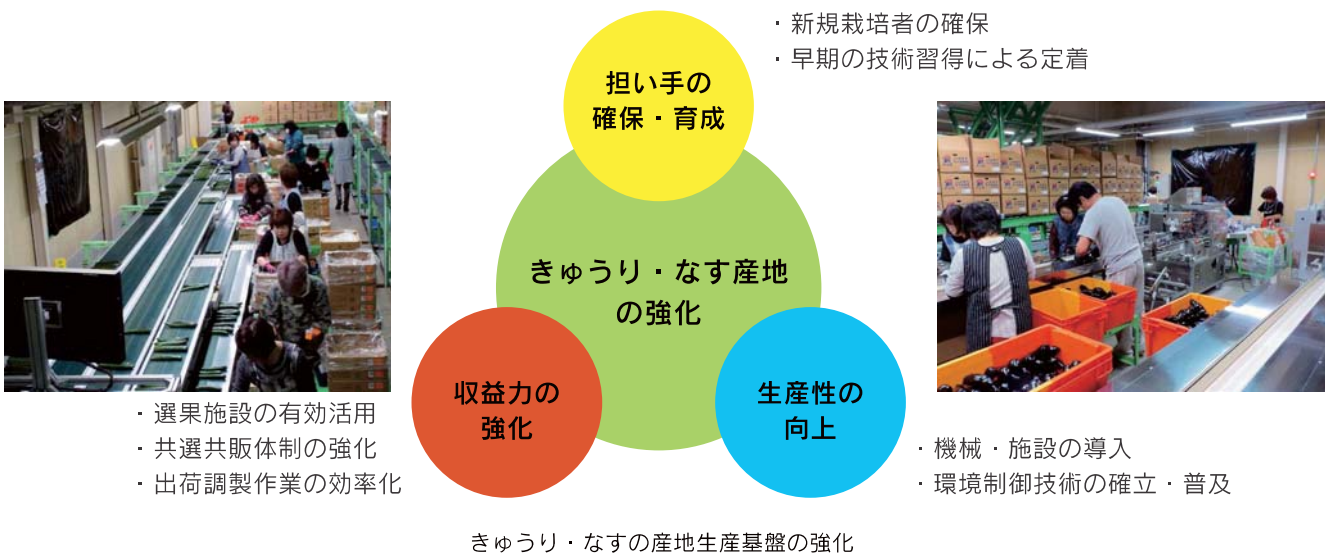 ・新規栽培者の確保
・早期の技術習得による定着
担い手の
確保・育成
きゅうり・なす産地
の強化
収益力の
強化
生産性の
向上
・選果施設の有効活用
・共選共販体制の強化
・出荷調製作業の効率化
・機械・施設の導入
・環境制御技術の確立・普及
きゅうり・なすの産地生産基盤の強化